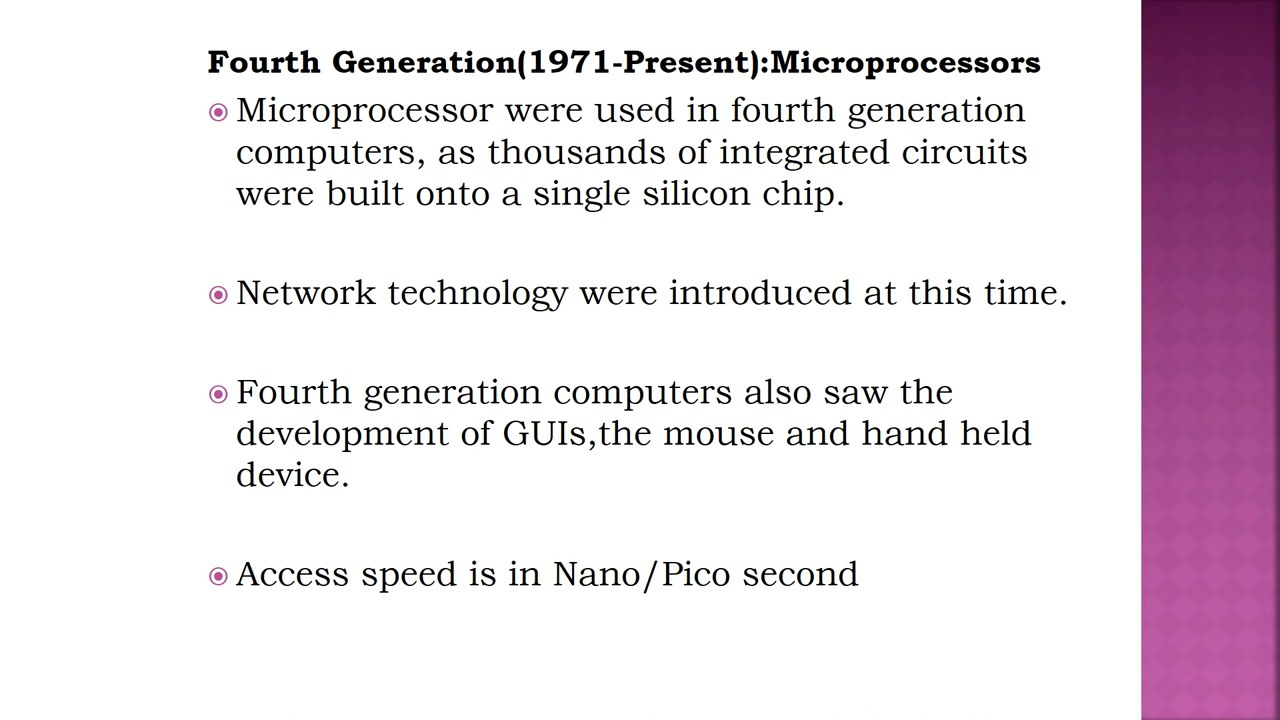 Fourth Generation(1971-Present):Microprocessors
Microprocessor were used in fourth generation
computers, as thousands of integrated circuits
were built onto a single silicon chip.
Network technology were introduced at this time.
Fourth generation computers also saw the
development of GUIs,the mouse and hand held
device.
Access speed is in Nano/Pico second